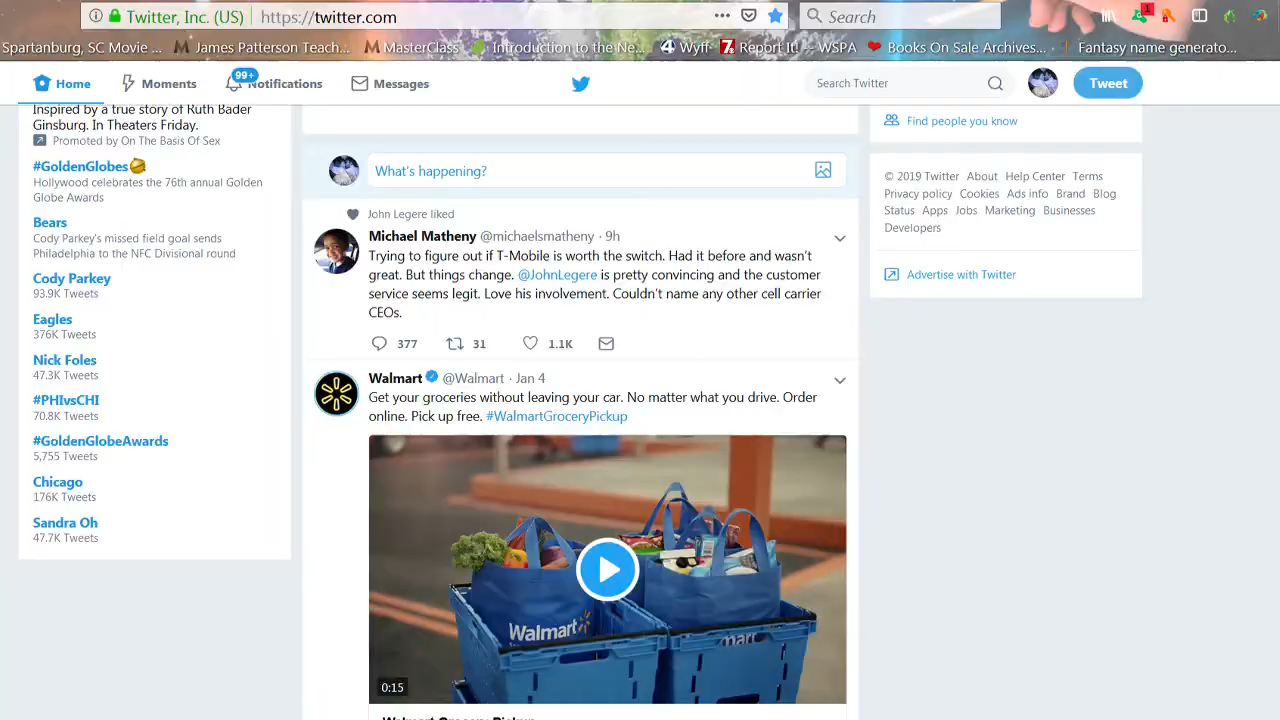 Twitter, Inc. (US) https://twitter.com Search
Spartanburg, SC Movie ... James Patterson Teach... MasterClass Introduction to the Ne... Wyff Report It! WSPA Books On Sale Archives... Fantasy name generato...
Home Moments 99+ Notifications Messages Search Twitter Tweet
Inspired by a true story of Ruth Bader
Ginsburg. In Theaters Friday.
Promoted by On The Basis Of Sex
#GoldenGlobes
Hollywood celebrates the 76th annual Golden
Globe Awards
Bears
Cody Parkey's missed field goal sends
Philadelphia to the NFC Divisional round
Cody Parkey
93.9K Tweets
Eagles
376K Tweets
Nick Foles
47.3K Tweets
#PHIvsCHI
70.8K Tweets
#GoldenGlobeAwards
5,755 Tweets
Chicago
176K Tweets
Sandra Oh
47.7K Tweets
What's happening?
John Legere liked
Michael Matheny @michaelsmatheny · 9h
Trying to figure out if T-Mobile is worth the switch. Had it before and wasn't
great. But things change. @JohnLegere is pretty convincing and the customer
service seems legit. Love his involvement. Couldn't name any other cell carrier
CEOs.
377 31 1.1K
Walmart @Walmart · Jan 4
Get your groceries without leaving your car. No matter what you drive. Order
online. Pick up free. #WalmartGroceryPickup
Walmart
mart
0:15
Walmart Grocery Pickup
Find people you know
© 2019 Twitter About Help Center Terms
Privacy policy Cookies Ads info Brand Blog
Status Apps Jobs Marketing Businesses
Developers
Advertise with Twitter